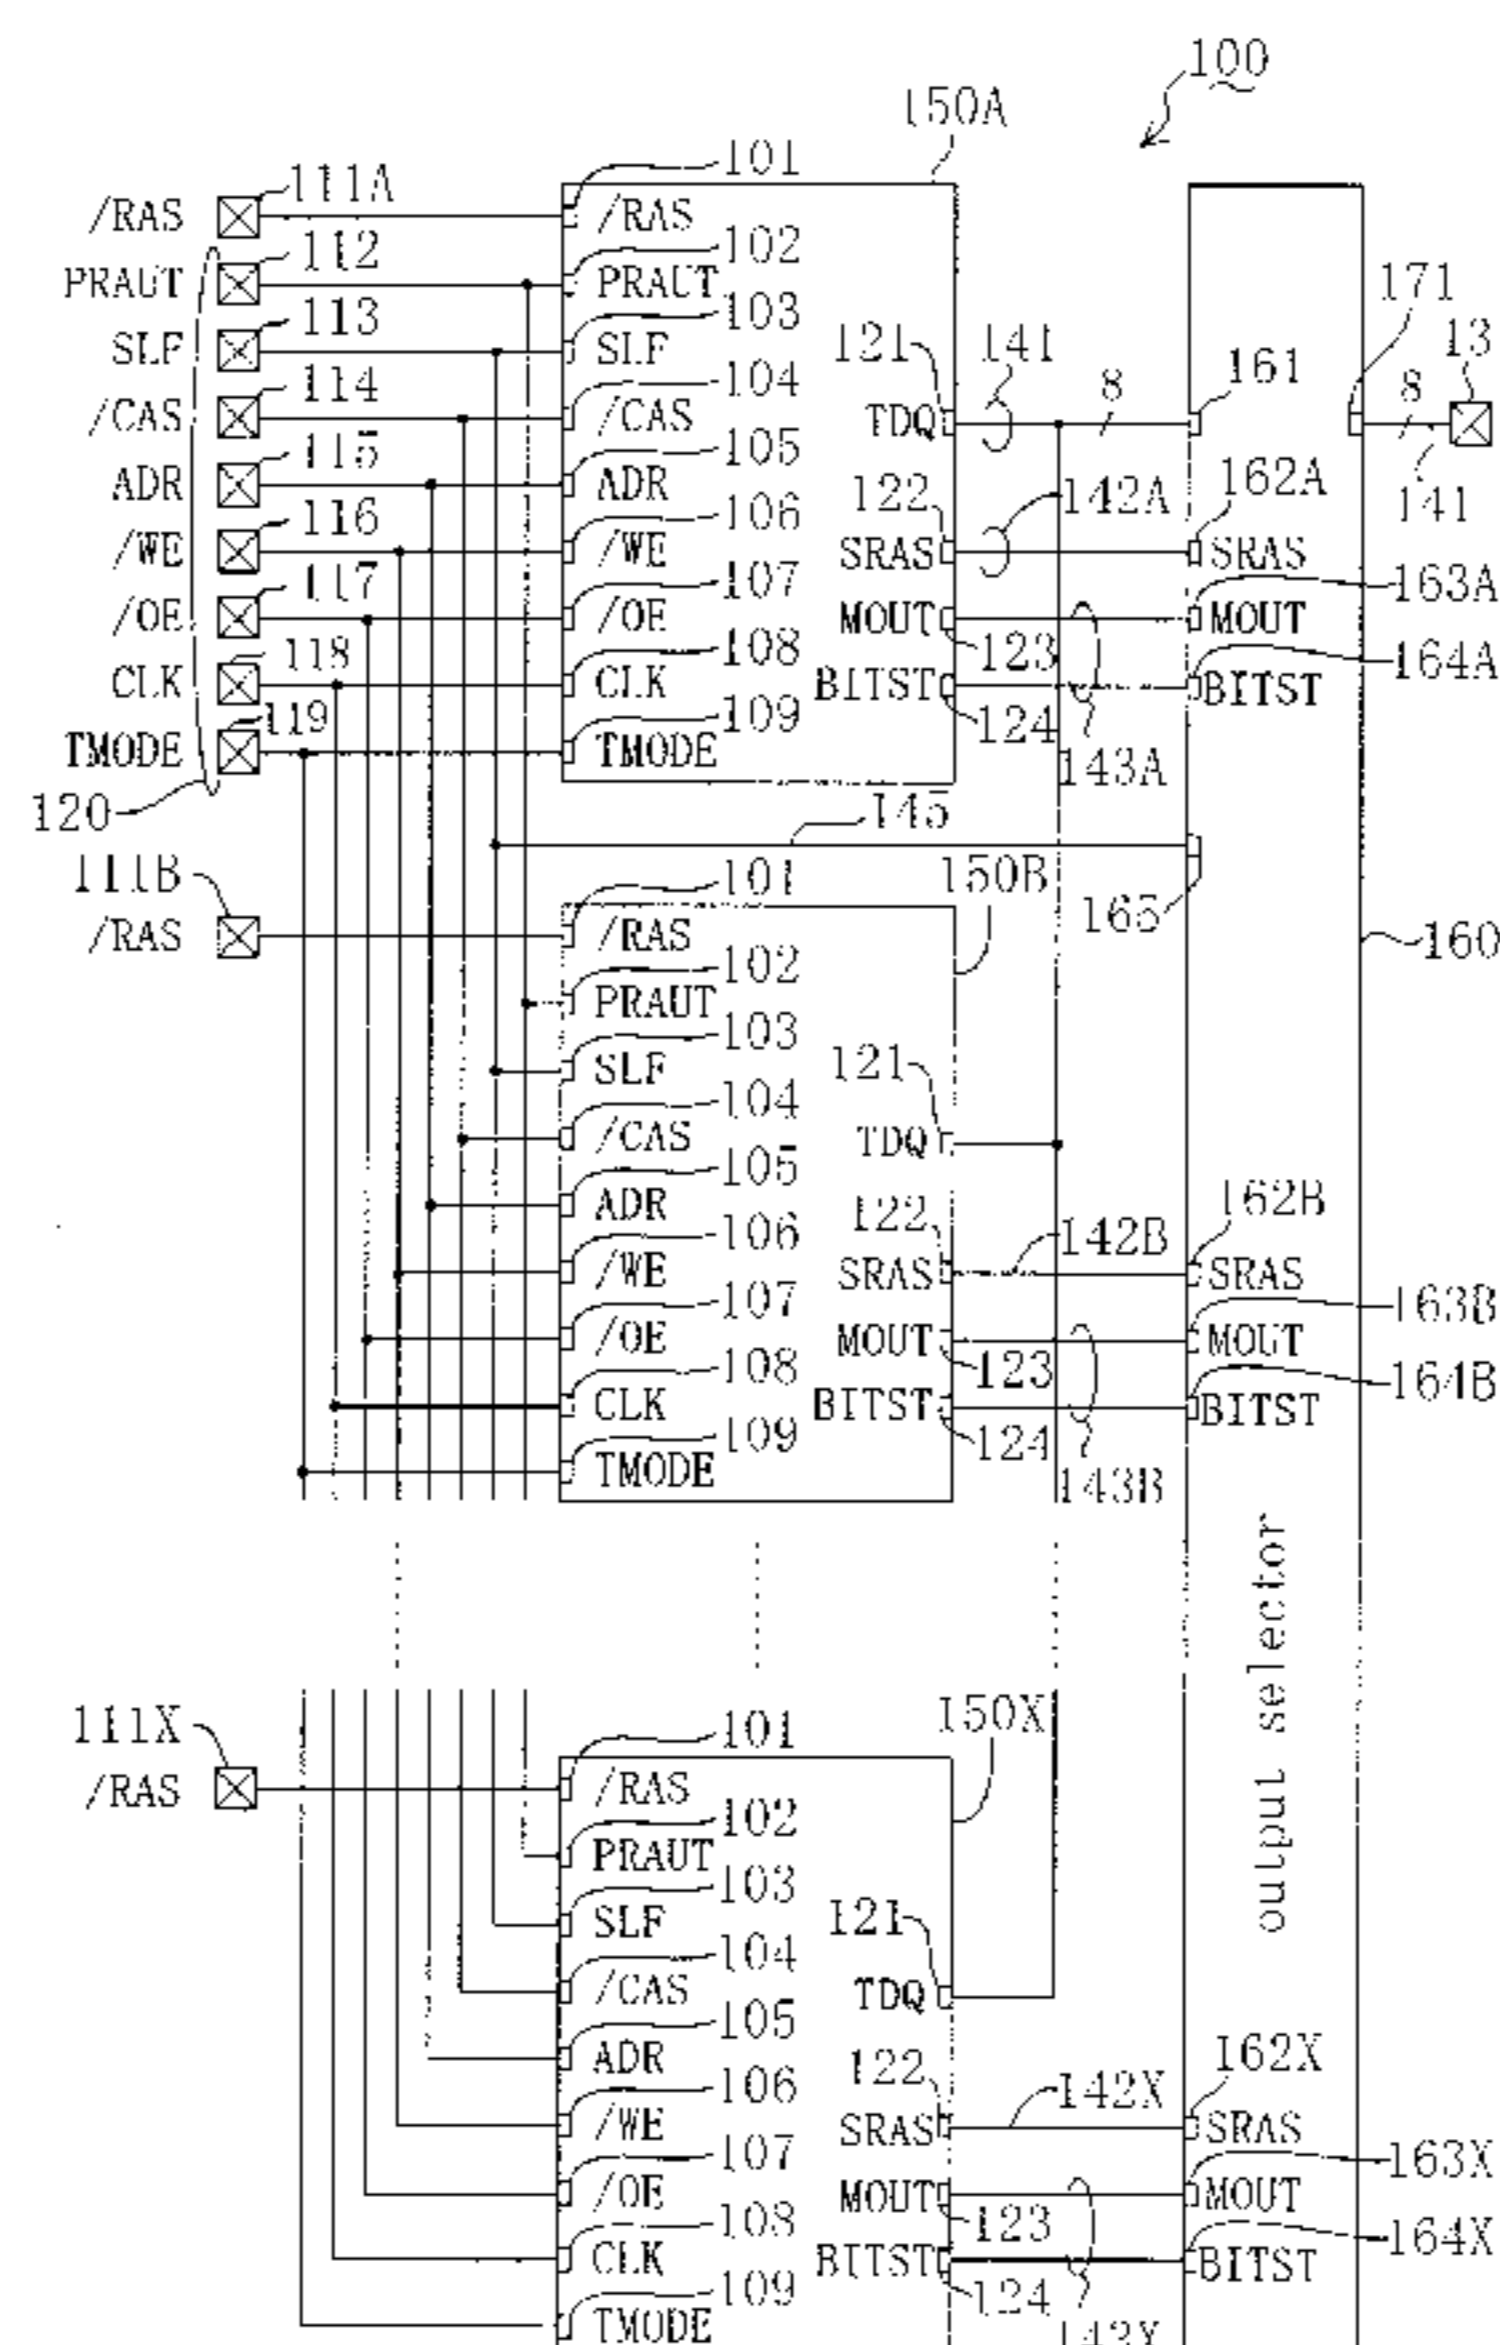 100
150A
/RAS 111A 101 /RAS
PRAUT 112 102 PRAUT
SLF 113 103 SLF
/CAS 114 104 /CAS
ADR 115 105 ADR
/WE 116 106 /WE
/OE 117 107 /OE
CLK 118 108 CLK
TMODE 119 109 TMODE
120
121 TDQ 141 8 161
171 8 13 141
122 SRAS 142A 162A SRAS
MOUT 123 163A MOUT
BITST 124 143A 164A BITST
145
165
160
111B 150B
/RAS 101 /RAS
102 PRAUT
103 SLF
104 /CAS
105 ADR
106 /WE
107 /OE
108 CLK
109 TMODE
121 TDQ
122 SRAS 142B 162B SRAS
MOUT 123 163B MOUT
BITST 124 143B 164B BITST
output selector
111X 150X
/RAS 101 /RAS
102 PRAUT
103 SLF
104 /CAS
105 ADR
106 /WE
107 /OE
108 CLK
109 TMODE
121 TDQ
122 SRAS 142X 162X SRAS
MOUT 123 163X MOUT
BITST 124 143X 164X BITST